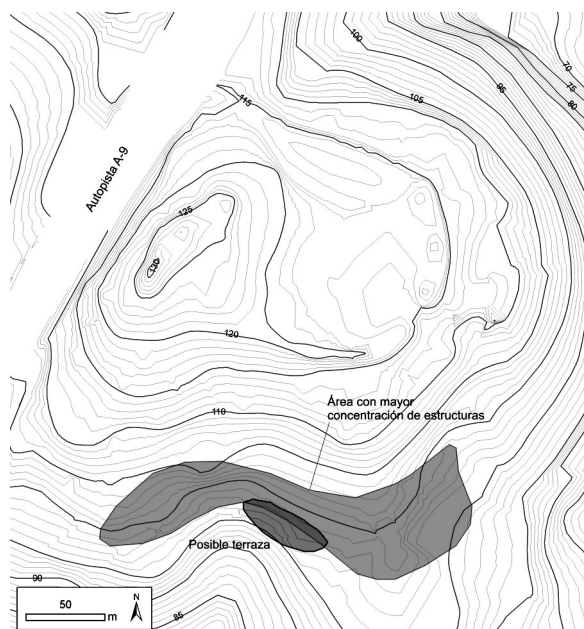 100
95
70
75
80
105
115
Autopista A-9
125
130
120
Área con mayor
concentración de estructuras
110
Posible terraza
90
85
50
m
N